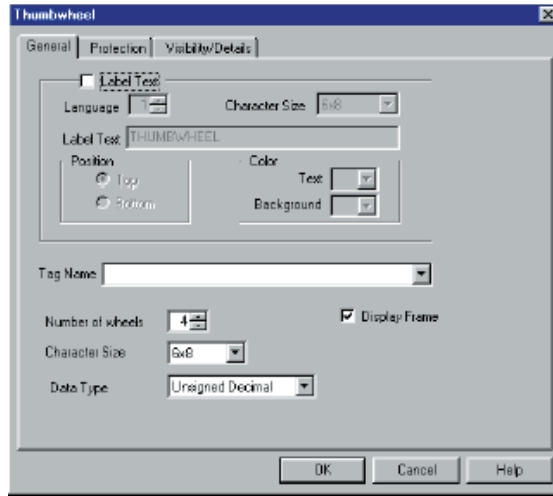 Thumbwheel
General Protection Visibility/Details
Label Text
Language 1 Character Size 6x8
Label Text THUMBWHEEL
Position Color
Top Text
Bottom Background
Tag Name
Number of wheels 4 Display Frame
Character Size 6x8
Data Type Unsigned Decimal
OK Cancel Help